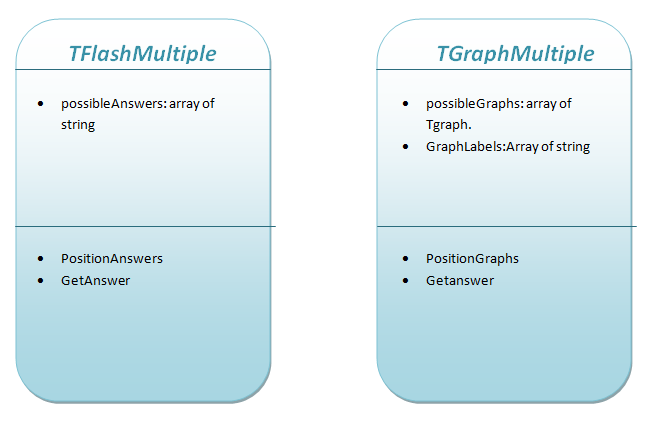 TFlashMultiple
• possibleAnswers: array of
string
• PositionAnswers
• GetAnswer
TGraphMultiple
• possibleGraphs: array of
Tgraph.
• GraphLabels:Array of string
• PositionGraphs
• Getanswer